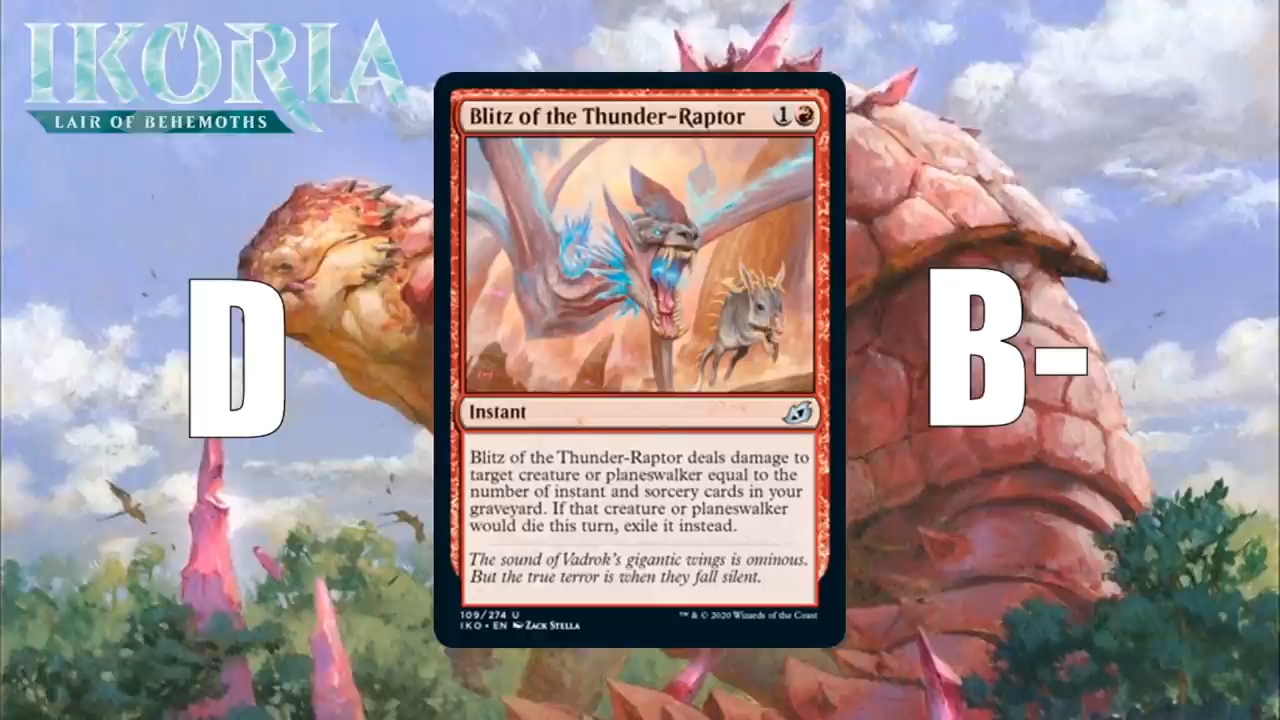 IKORIA
LAIR OF BEHEMOTHS
Blitz of the Thunder-Raptor 1
D
B-
Instant
Blitz of the Thunder-Raptor deals damage to
target creature or planeswalker equal to the
number of instant and sorcery cards in your
graveyard. If that creature or planeswalker
would die this turn, exile it instead.
The sound of Vadrok's gigantic wings is ominous.
But the true terror is when they fall silent.
109/274 U
IKO • EN ZACK STELLA
™ & © 2020 Wizards of the Coast